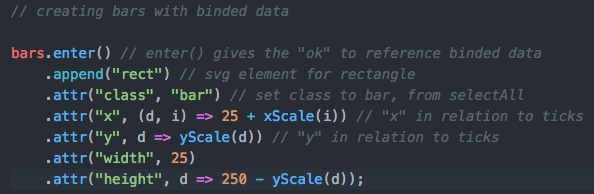 // creating bars with binded data
bars.enter() // enter() gives the "ok" to reference binded data
.append("rect") // svg element for rectangle
.attr("class", "bar") // set class to bar, from selectAll
.attr("x", (d, i) => 25 + xScale(i)) // "x" in relation to ticks
.attr("y", d => yScale(d)) // "y" in relation to ticks
.attr("width", 25)
.attr("height", d => 250 - yScale(d));